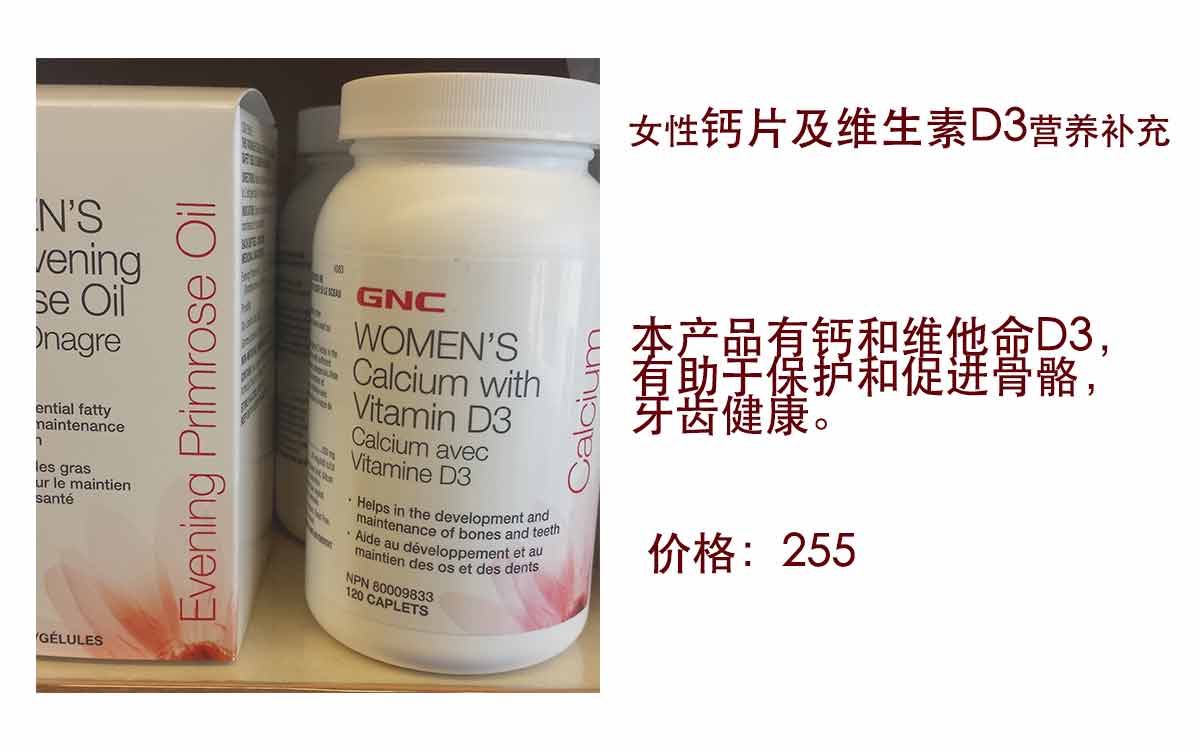 EN'S
vening
se Oil
Onagre
ential fatty
maintenance
les gras
ur le maintien
santé
/GÉLULES
Evening Primrose Oil
GNC
WOMEN'S
Calcium with
Vitamin D3
Calcium avec
Vitamine D3
· Helps in the development and
maintenance of bones and teeth
· Aide au développement et au
maintien des os et des dents
NPN 80009833
120 CAPLETS
Calcium
女性钙片及维生素D3营养补充
本产品有钙和维他命D3，
有助于保护和促进骨骼，
牙齿健康。
价格：255